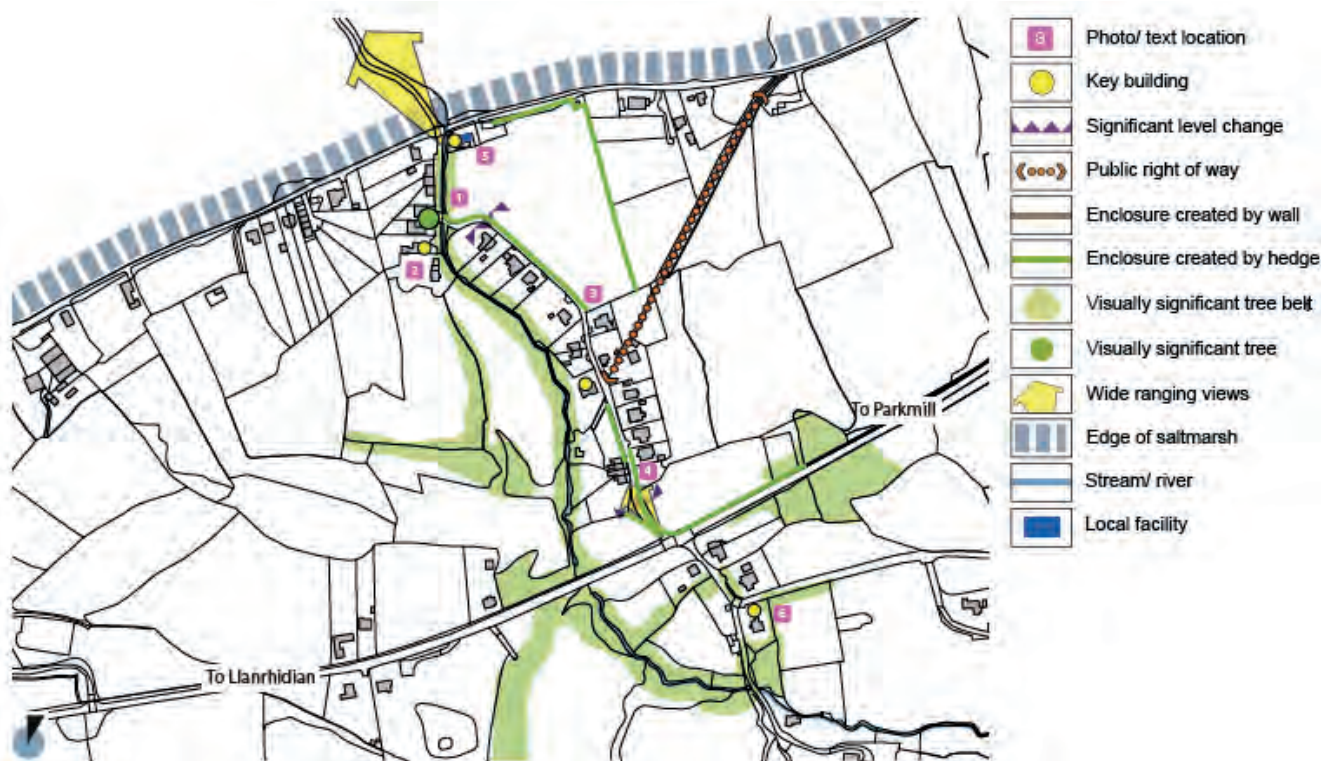 5
1
2
3
To Parkmill
4
6
To Llanrhidian
3 Photo/ text location
Key building
Significant level change
Public right of way
Enclosure created by wall
Enclosure created by hedge
Visually significant tree belt
Visually significant tree
Wide ranging views
Edge of saltmarsh
Stream/ river
Local facility